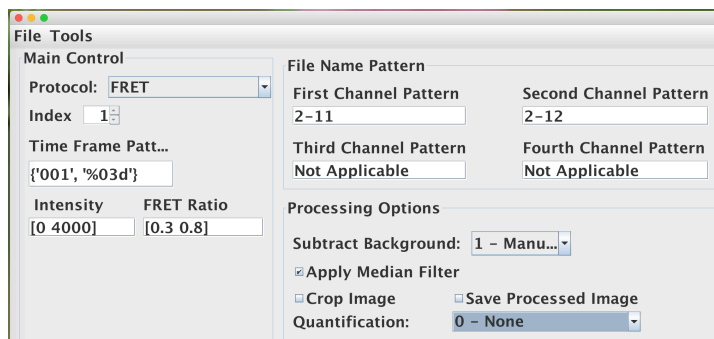 File Tools
Main Control
Protocol: FRET
Index 1
Time Frame Patt...
{'001', '%03d'}
Intensity FRET Ratio
[0 4000] [0.3 0.8]
File Name Pattern
First Channel Pattern Second Channel Pattern
2-11 2-12
Third Channel Pattern Fourth Channel Pattern
Not Applicable Not Applicable
Processing Options
Subtract Background: 1 - Manu...
Apply Median Filter
Crop Image Save Processed Image
Quantification: 0 - None